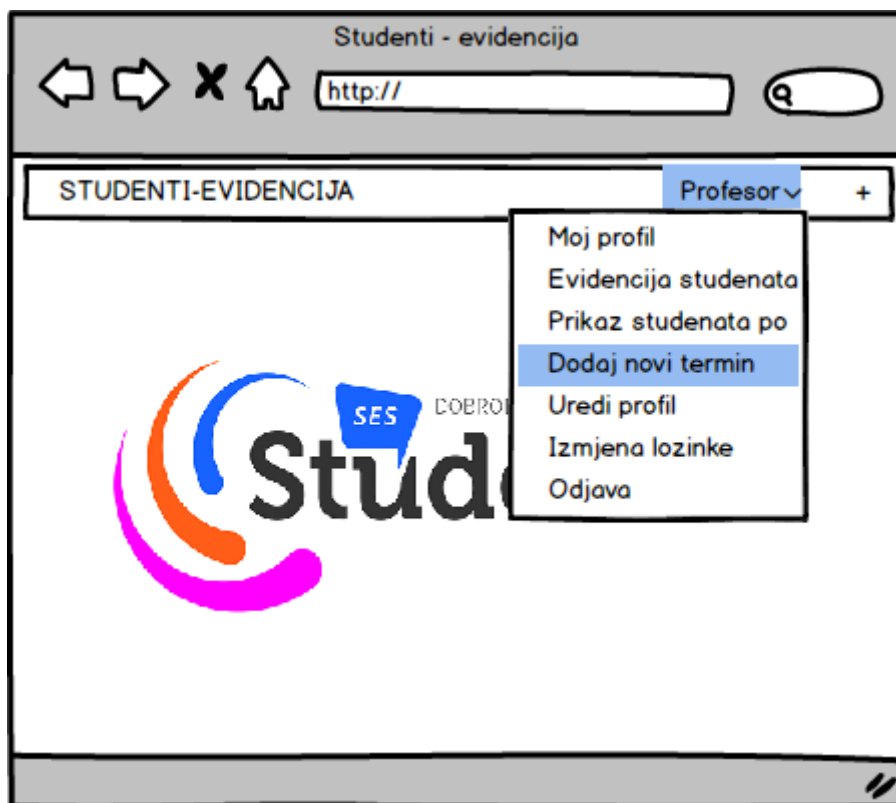 Studenti - evidencija
http://
STUDENTI-EVIDENCIJA Profesor +
Moj profil
Evidencija studenata
Prikaz studenata po
Dodaj novi termin
Uredi profil
Izmjena lozinke
Odjava
SES